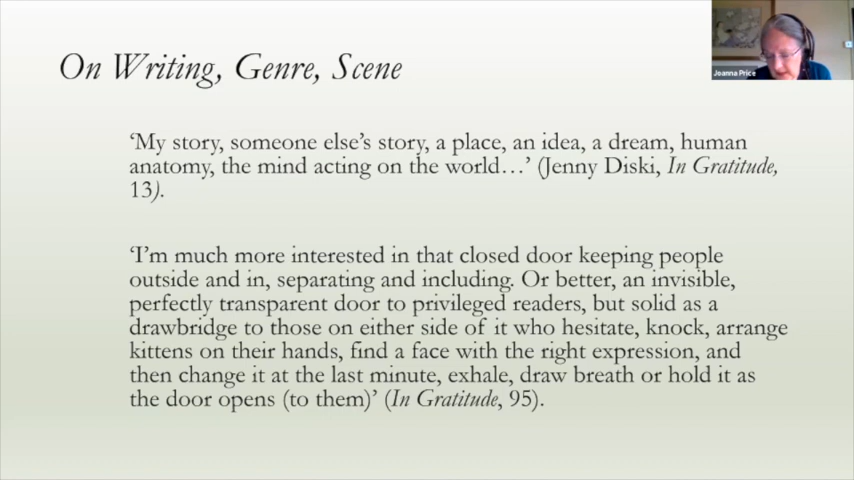 On Writing, Genre, Scene
Joanna Price
‘My story, someone else’s story, a place, an idea, a dream, human
anatomy, the mind acting on the world…’ (Jenny Diski, In Gratitude,
13).
‘I’m much more interested in that closed door keeping people
outside and in, separating and including. Or better, an invisible,
perfectly transparent door to privileged readers, but solid as a
drawbridge to those on either side of it who hesitate, knock, arrange
kittens on their hands, find a face with the right expression, and
then change it at the last minute, exhale, draw breath or hold it as
the door opens (to them)’ (In Gratitude, 95).